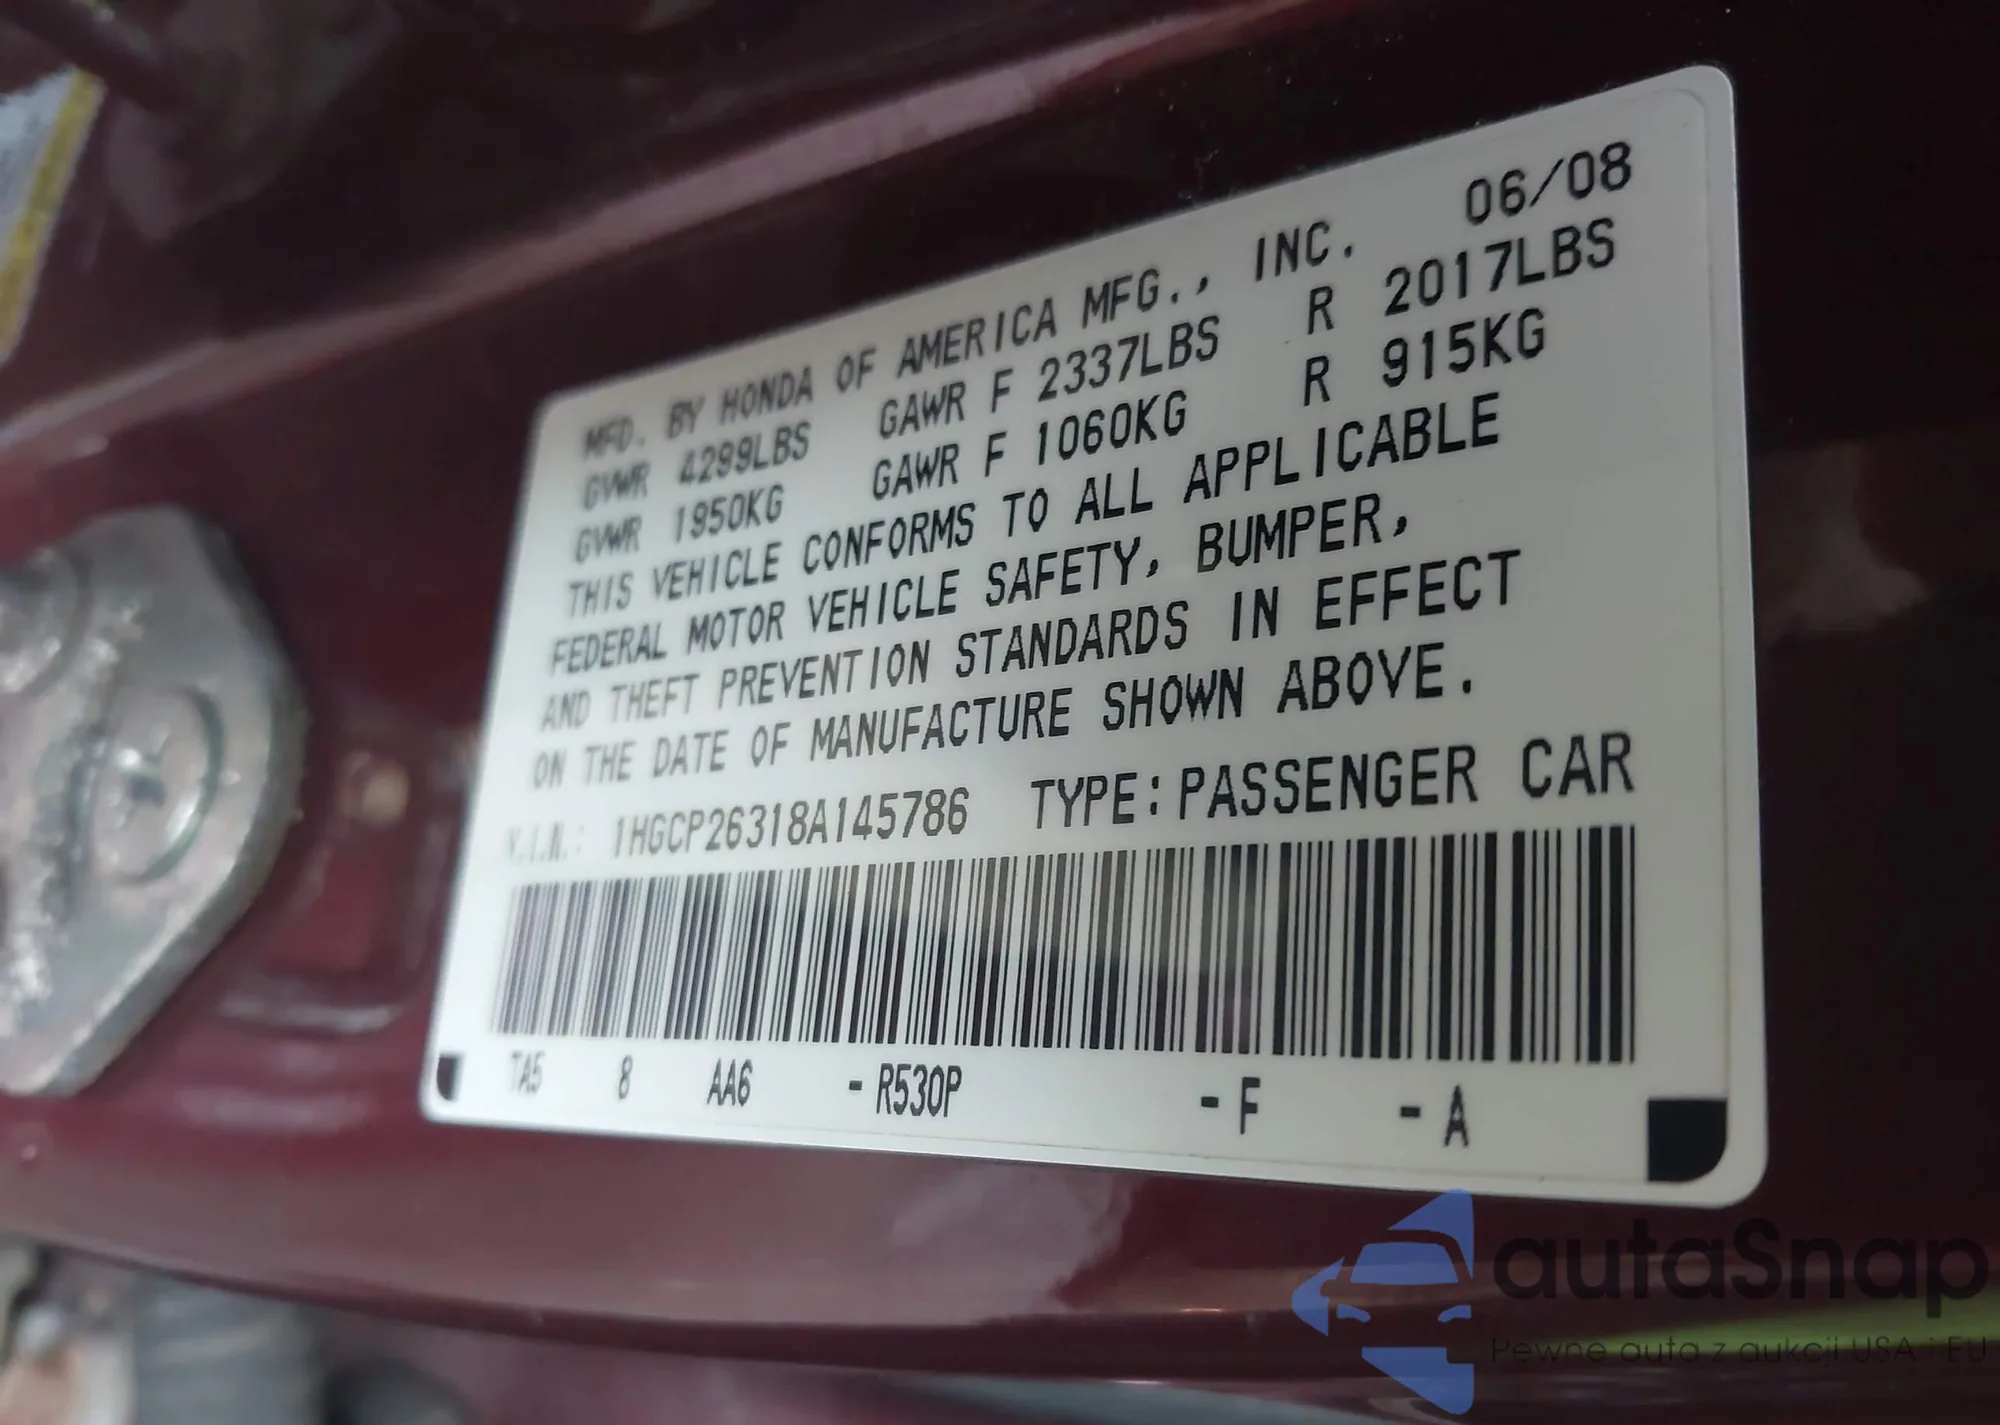 MFD. BY HONDA OF AMERICA MFG., INC. 06/08
GVWR 4299LBS GAWR F 2337LBS R 2017LBS
GVWR 1950KG GAWR F 1060KG R 915KG
THIS VEHICLE CONFORMS TO ALL APPLICABLE
FEDERAL MOTOR VEHICLE SAFETY, BUMPER,
AND THEFT PREVENTION STANDARDS IN EFFECT
ON THE DATE OF MANUFACTURE SHOWN ABOVE.
V.I.N.: 1HGCP26318A145786 TYPE:PASSENGER CAR
TA5 8 AA6 -R530P -F -A
autaSnap
Pewne auta z aukcji USA i EU